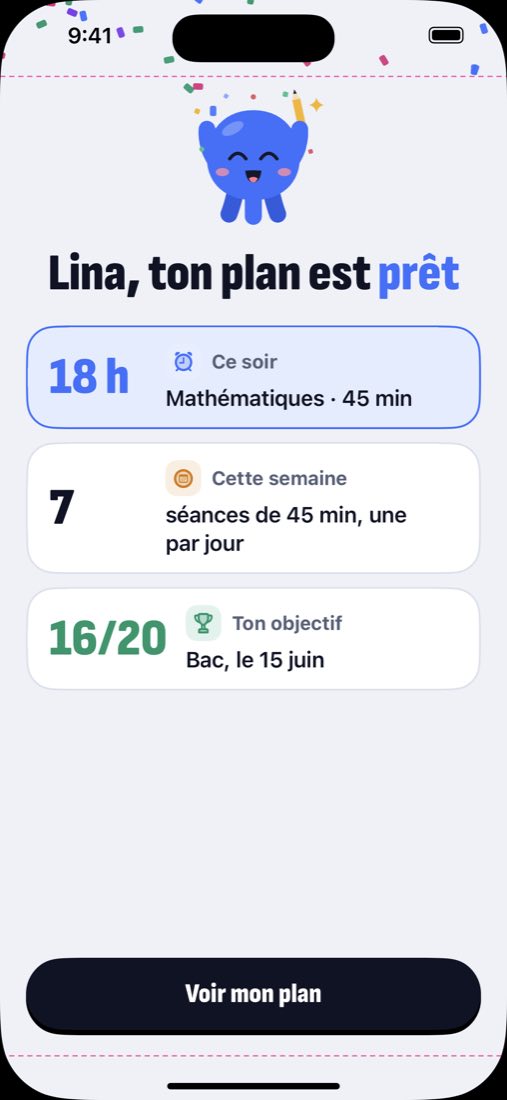 9:41
Lina, ton plan est prêt
18 h
Ce soir
Mathématiques · 45 min
7
Cette semaine
séances de 45 min, une
par jour
16/20
Ton objectif
Bac, le 15 juin
Voir mon plan